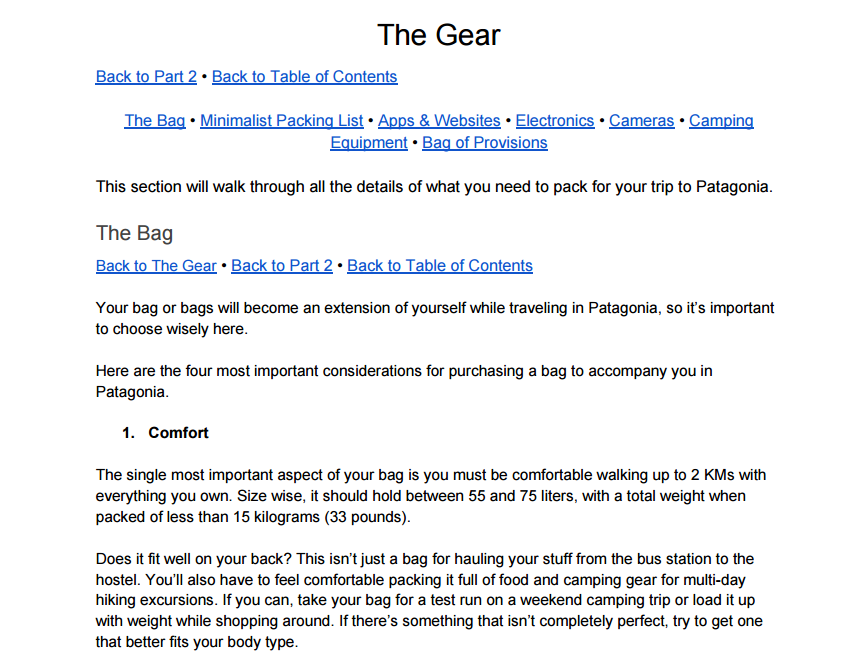 The Gear
Back to Part 2 • Back to Table of Contents
The Bag • Minimalist Packing List • Apps & Websites • Electronics • Cameras • Camping
Equipment • Bag of Provisions
This section will walk through all the details of what you need to pack for your trip to Patagonia.
The Bag
Back to The Gear • Back to Part 2 • Back to Table of Contents
Your bag or bags will become an extension of yourself while traveling in Patagonia, so it’s important
to choose wisely here.
Here are the four most important considerations for purchasing a bag to accompany you in
Patagonia.
1. Comfort
The single most important aspect of your bag is you must be comfortable walking up to 2 KMs with
everything you own. Size wise, it should hold between 55 and 75 liters, with a total weight when
packed of less than 15 kilograms (33 pounds).
Does it fit well on your back? This isn’t just a bag for hauling your stuff from the bus station to the
hostel. You’ll also have to feel comfortable packing it full of food and camping gear for multi-day
hiking excursions. If you can, take your bag for a test run on a weekend camping trip or load it up
with weight while shopping around. If there’s something that isn’t completely perfect, try to get one
that better fits your body type.